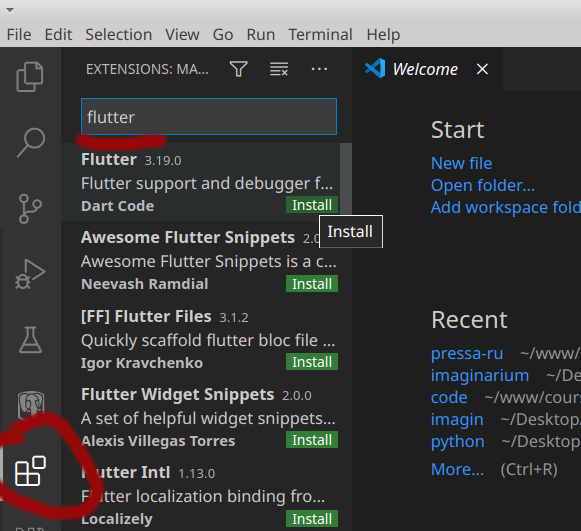 File Edit Selection View Go Run Terminal Help
EXTENSIONS: MA...
Welcome
flutter
Flutter 3.19.0
Flutter support and debugger f...
Dart Code Install
Install
Awesome Flutter Snippets 2.0
Awesome Flutter Snippets is a c...
Neevash Ramdial Install
[FF] Flutter Files 3.1.2
Quickly scaffold flutter bloc file ...
Igor Kravchenko Install
Flutter Widget Snippets 2.0.0
A set of helpful widget snippets...
Alexis Villegas Torres Install
Flutter Intl 1.13.0
Flutter localization binding fro...
Localizely Install
Start
New file
Open folder...
Add workspace fold
Recent
pressa-ru ~/www/
imaginarium ~/De
code ~/www/cour
imagin ~/Desktop/
python ~/Desktop
More... (Ctrl+R)